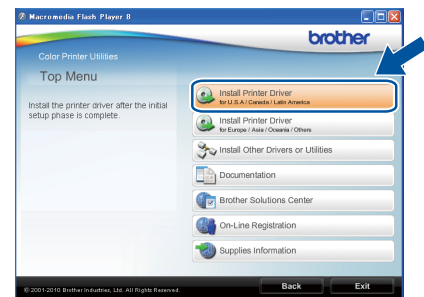 Macromedia Flash Player 8
brother
Color Printer Utilities
Top Menu
Install the printer driver after the initial
setup phase is complete.
Install Printer Driver
for U.S.A / Canada / Latin America
Install Printer Driver
for Europe / Asia / Oceania / Others
Install Other Drivers or Utilities
Documentation
Brother Solutions Center
On-Line Registration
Supplies Information
© 2001-2010 Brother Industries, Ltd. All Rights Reserved.
Back
Exit